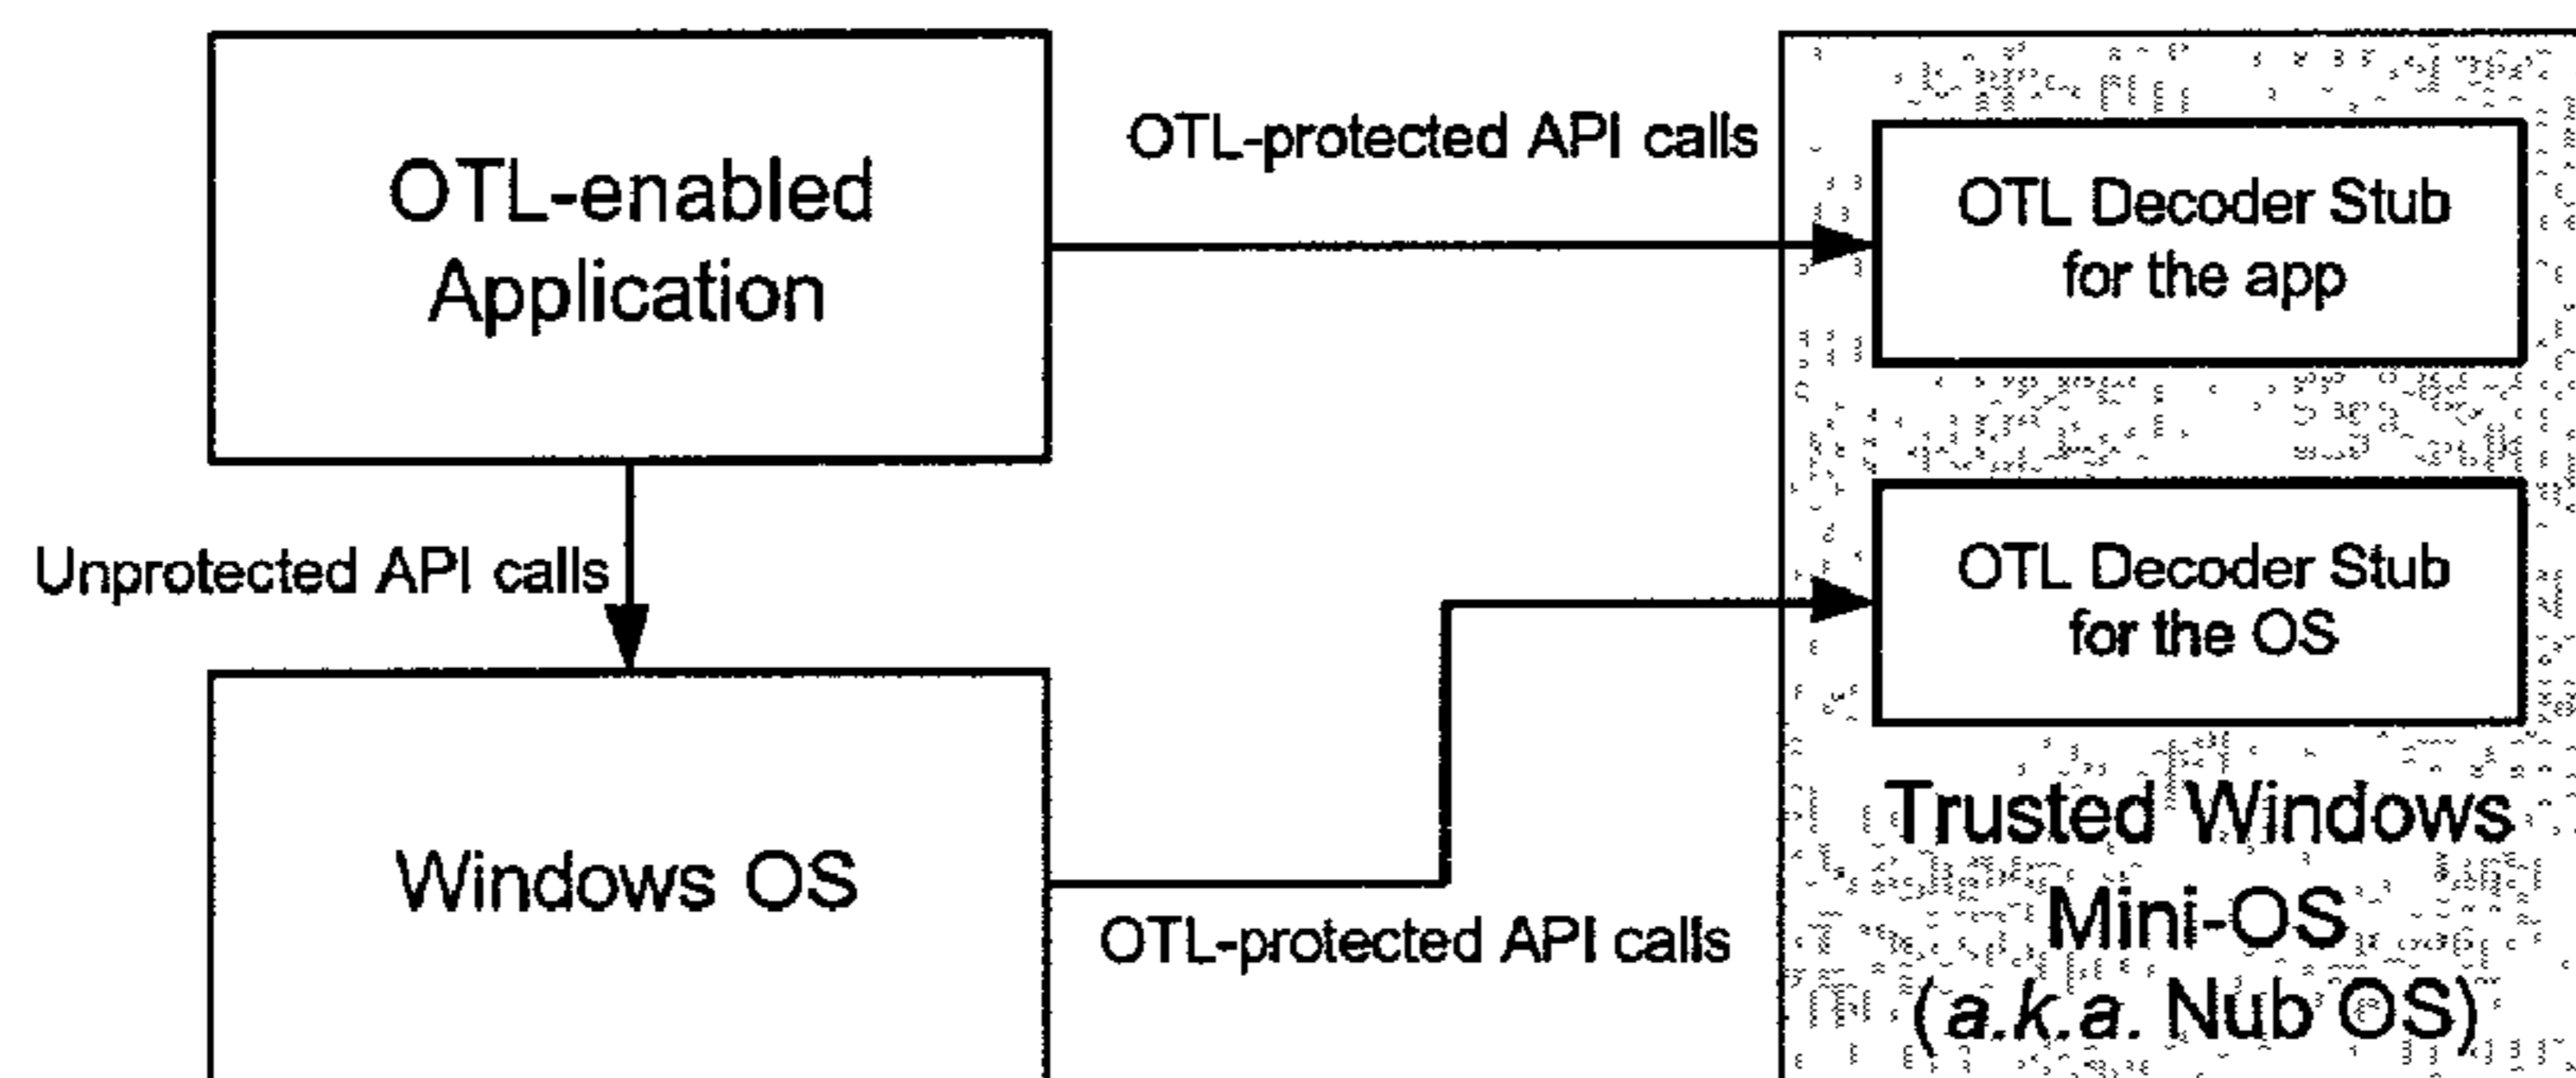 OTL-enabled
Application
OTL-protected API calls
OTL Decoder Stub
for the app
Unprotected API calls
OTL Decoder Stub
for the OS
Windows OS
OTL-protected API calls
Trusted Windows
Mini-OS
(a.k.a. Nub OS)